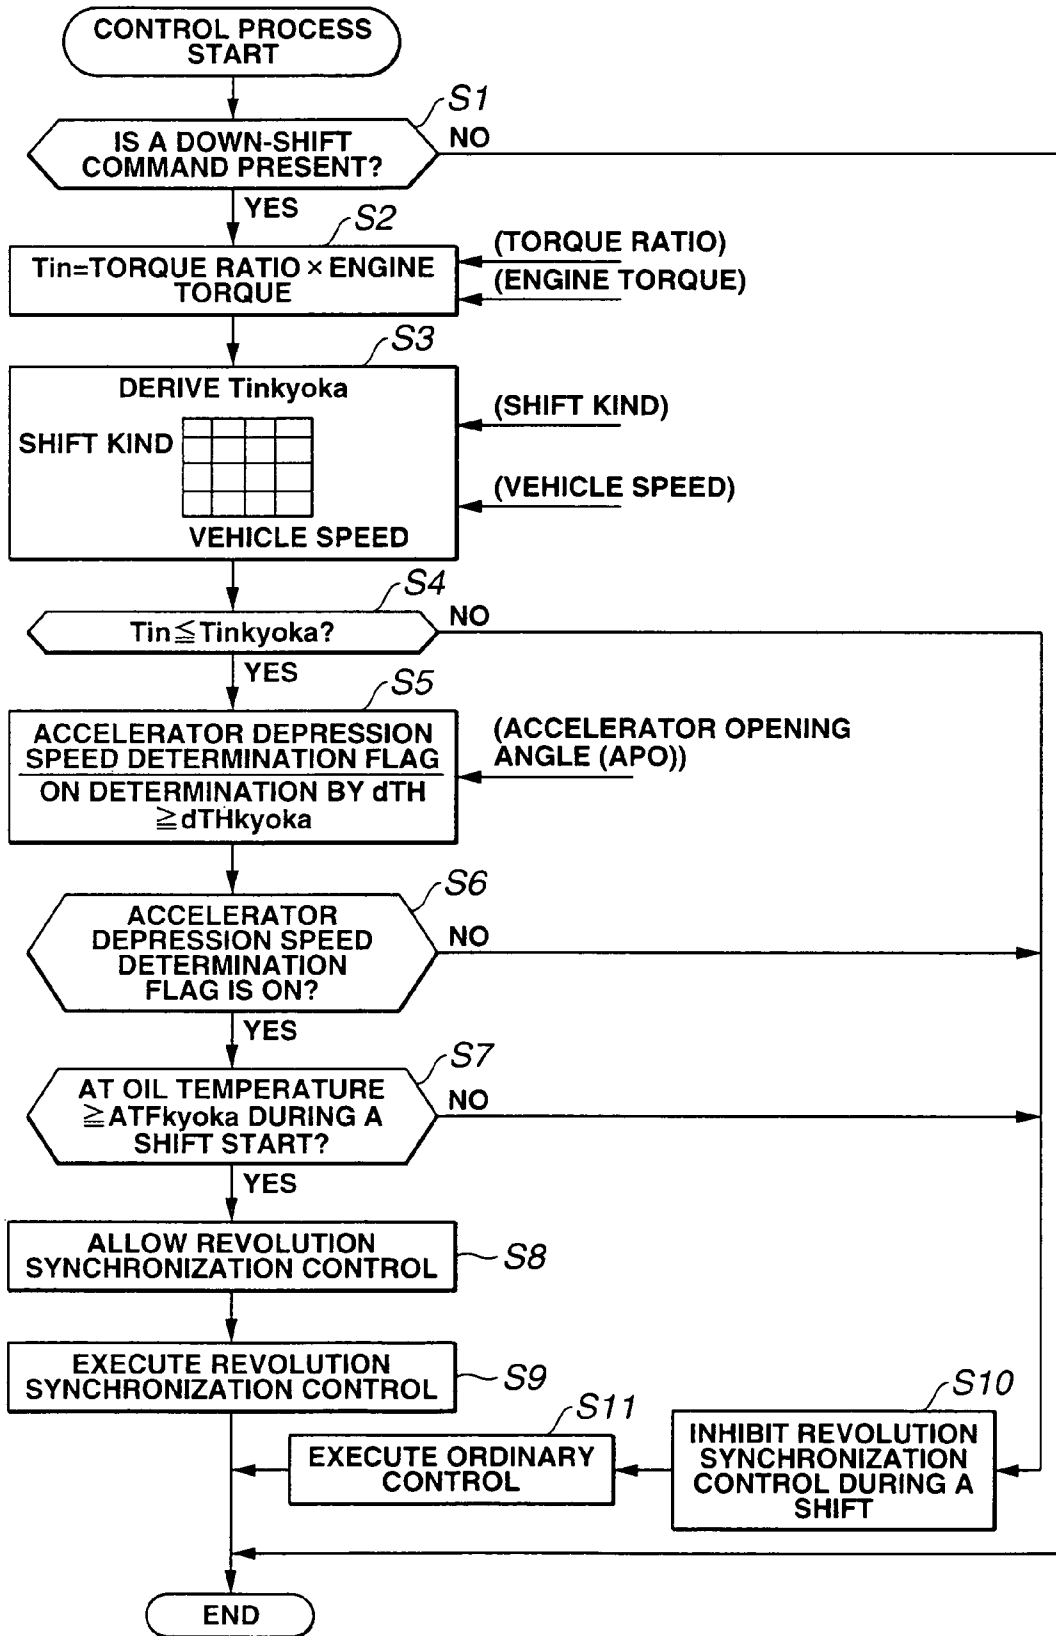 CONTROL PROCESS
START
S1
IS A DOWN-SHIFT
COMMAND PRESENT?
NO
YES
S2
Tin=TORQUE RATIO × ENGINE
TORQUE
(TORQUE RATIO)
(ENGINE TORQUE)
S3
DERIVE Tinkyoka
SHIFT KIND
VEHICLE SPEED
(SHIFT KIND)
(VEHICLE SPEED)
S4
Tin≦Tinkyoka?
NO
YES
S5
ACCELERATOR DEPRESSION
SPEED DETERMINATION FLAG
ON DETERMINATION BY dTH
≧dTHkyoka
(ACCELERATOR OPENING
ANGLE (APO))
S6
ACCELERATOR
DEPRESSION SPEED
DETERMINATION
FLAG IS ON?
NO
YES
S7
AT OIL TEMPERATURE
≧ATFkyoka DURING A
SHIFT START?
NO
YES
ALLOW REVOLUTION
SYNCHRONIZATION CONTROL
S8
EXECUTE REVOLUTION
SYNCHRONIZATION CONTROL
S9
S10
INHIBIT REVOLUTION
SYNCHRONIZATION
CONTROL DURING A
SHIFT
S11
EXECUTE ORDINARY
CONTROL
END